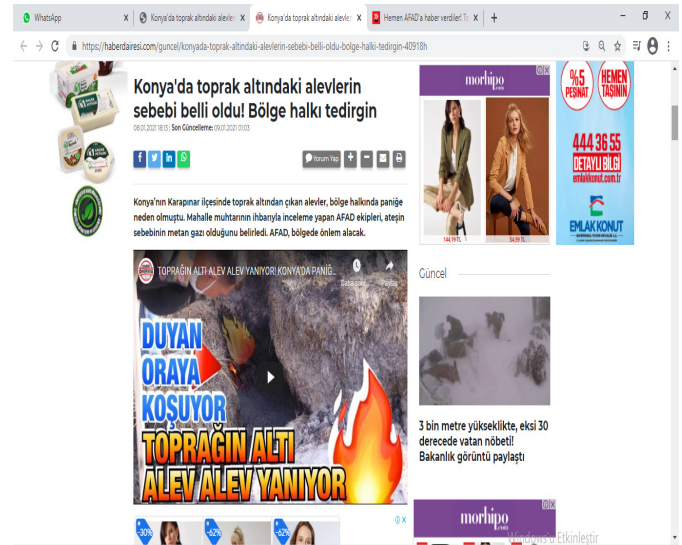 WhatsApp
Konya'da toprak altındaki alevler
Konya'da toprak altındaki alevler
Hemen AFAD'a haber verdiler! To
https://haberdairesi.com/guncel/konyada-toprak-altindaki-alevlerin-sebebi-belli-oldu-bolge-halki-tedirgin-40918h
Konya'da toprak altındaki alevlerin
sebebi belli oldu! Bölge halkı tedirgin
08.01.2021 18:13 | Son Güncelleme: 09.01.2021 01:03
Yorum Yap
Konya'nın Karapınar ilçesinde toprak altından çıkan alevler, bölge halkında paniğe
neden olmuştu. Mahalle muhtarının ihbarıyla inceleme yapan AFAD ekipleri, ateşin
sebebinin metan gazı olduğunu belirledi. AFAD, bölgede önlem alacak.
TOPRAĞIN ALTI ALEV ALEV YANIYOR! KONYA'DA PANİĞ...
Daha sonr...
Paylaş
DUYAN
ORAYA
KOŞUYOR
TOPRAĞIN ALTI
ALEV ALEV YANIYOR
-30%
-62%
-62%
morhipo
.com
144,19 TL
54,99 TL
%5
PEŞİNAT
HEMEN
TAŞININ
444 36 55
DETAYLI BİLGİ
emlakkonut.com.tr
EMLAK KONUT
Güncel
3 bin metre yükseklikte, eksi 30
derecede vatan nöbeti!
Bakanlık görüntü paylaştı
morhipo
.com
Windows'u Etkinleştir